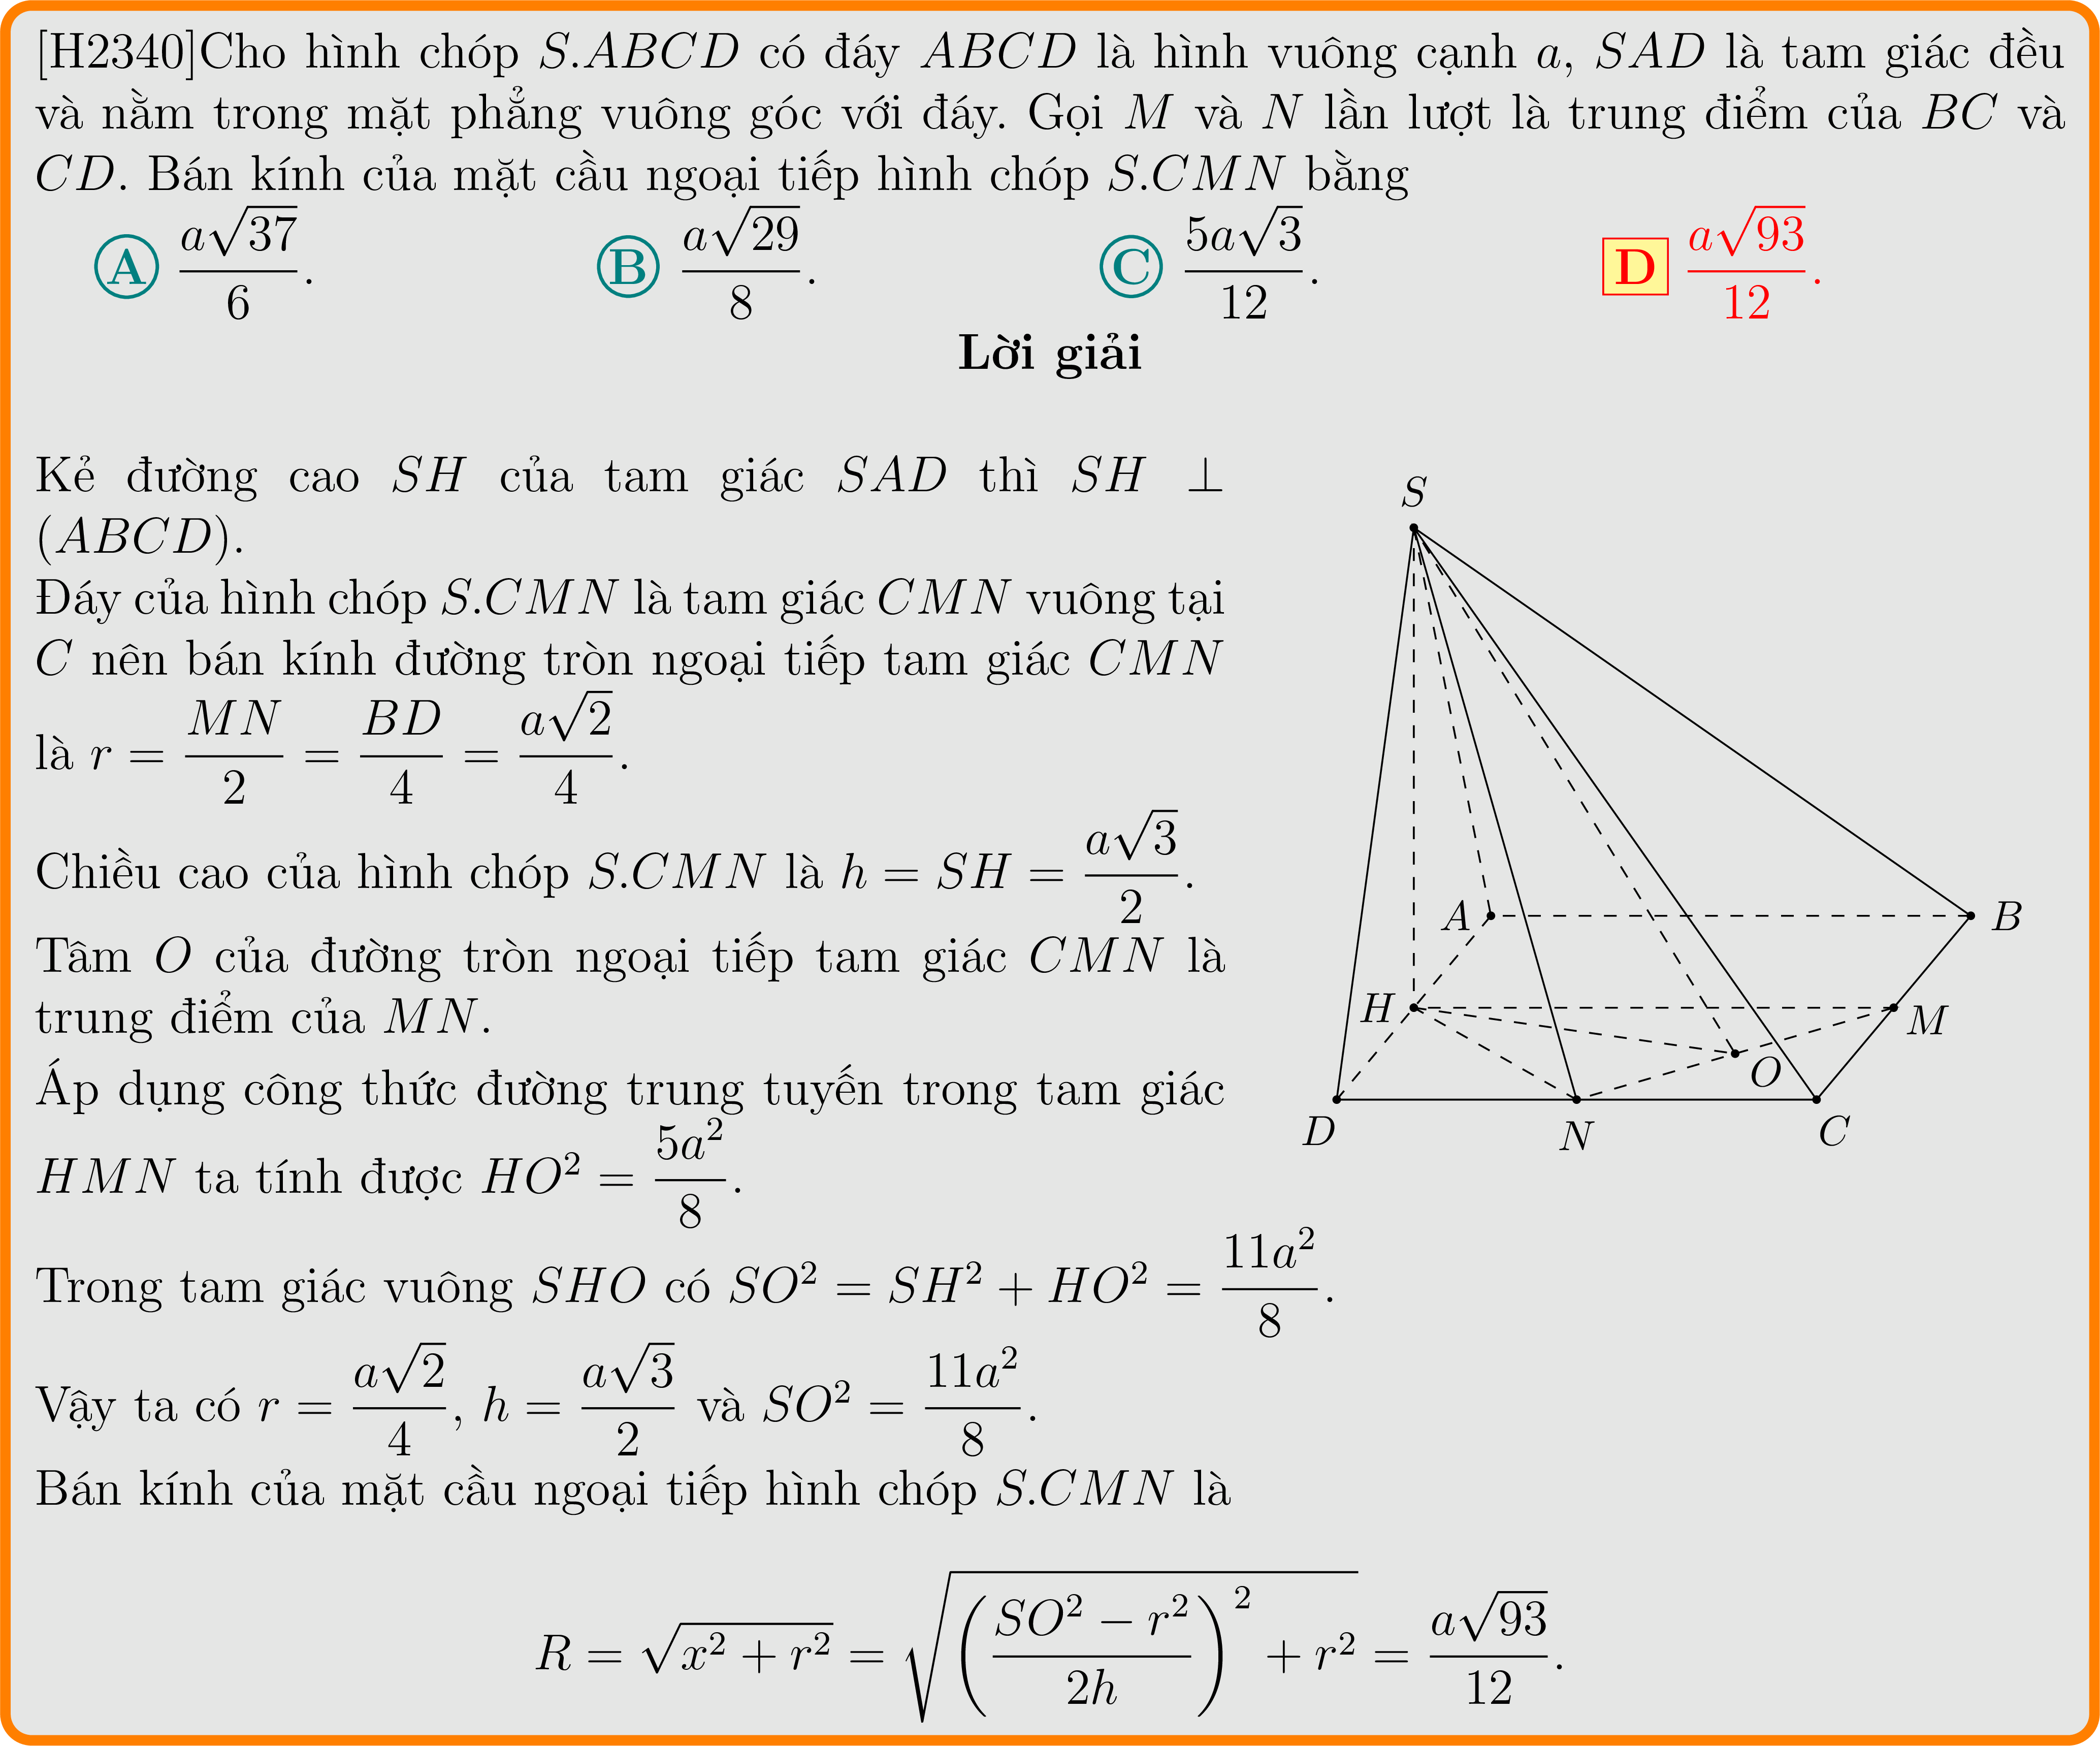 [H2340]Cho hình chóp S.ABCD có đáy ABCD là hình vuông cạnh a, SAD là tam giác đều
và nằm trong mặt phẳng vuông góc với đáy. Gọi M và N lần lượt là trung điểm của BC và
CD. Bán kính của mặt cầu ngoại tiếp hình chóp S.CMN bằng
A $\frac{a\sqrt{37}}{6}$. B $\frac{a\sqrt{29}}{8}$. C $\frac{5a\sqrt{3}}{12}$. D $\frac{a\sqrt{93}}{12}$.
Lời giải
Kẻ đường cao SH của tam giác SAD thì SH ⊥
(ABCD).
Đáy của hình chóp S.CMN là tam giác CMN vuông tại
C nên bán kính đường tròn ngoại tiếp tam giác CMN
là $r = \frac{MN}{2} = \frac{BD}{4} = \frac{a\sqrt{2}}{4}$.
Chiều cao của hình chóp S.CMN là $h = SH = \frac{a\sqrt{3}}{2}$.
Tâm O của đường tròn ngoại tiếp tam giác CMN là
trung điểm của MN.
Áp dụng công thức đường trung tuyến trong tam giác
HMN ta tính được $HO^2 = \frac{5a^2}{8}$.
S
A
B
H
M
O
D
N
C
Trong tam giác vuông SHO có $SO^2 = SH^2 + HO^2 = \frac{11a^2}{8}$.
Vậy ta có $r = \frac{a\sqrt{2}}{4}$, $h = \frac{a\sqrt{3}}{2}$ và $SO^2 = \frac{11a^2}{8}$.
Bán kính của mặt cầu ngoại tiếp hình chóp S.CMN là
$R = \sqrt{x^2 + r^2} = \sqrt{\left(\frac{SO^2 - r^2}{2h}\right)^2 + r^2} = \frac{a\sqrt{93}}{12}$.